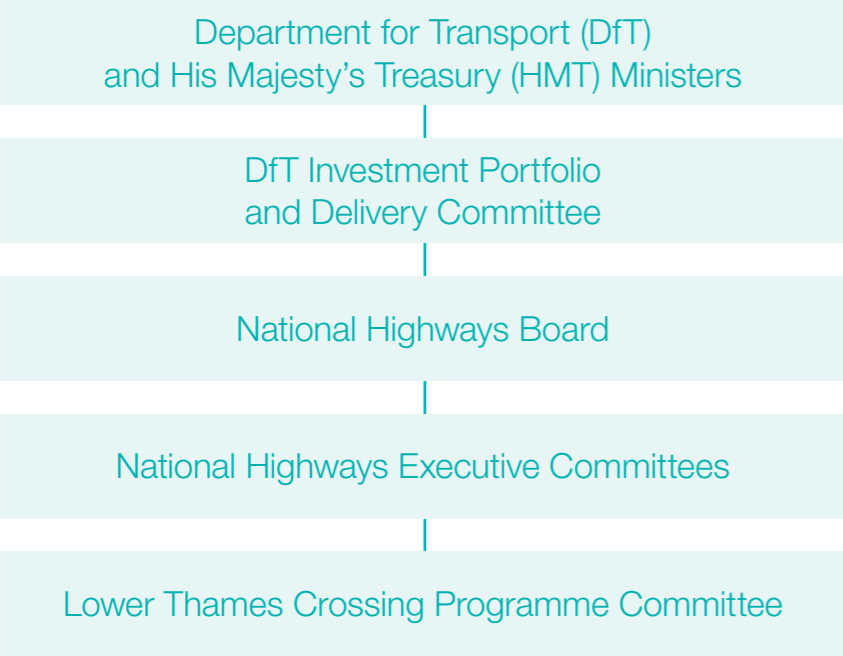 Department for Transport (DfT)
and His Majesty’s Treasury (HMT) Ministers
DfT Investment Portfolio
and Delivery Committee
National Highways Board
National Highways Executive Committees
Lower Thames Crossing Programme Committee